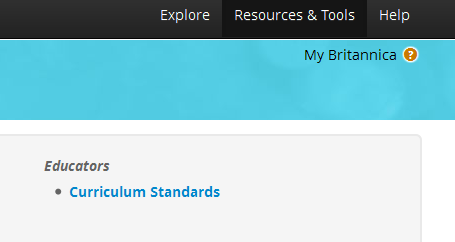 Explore Resources & Tools Help
My Britannica ?
Educators
• Curriculum Standards